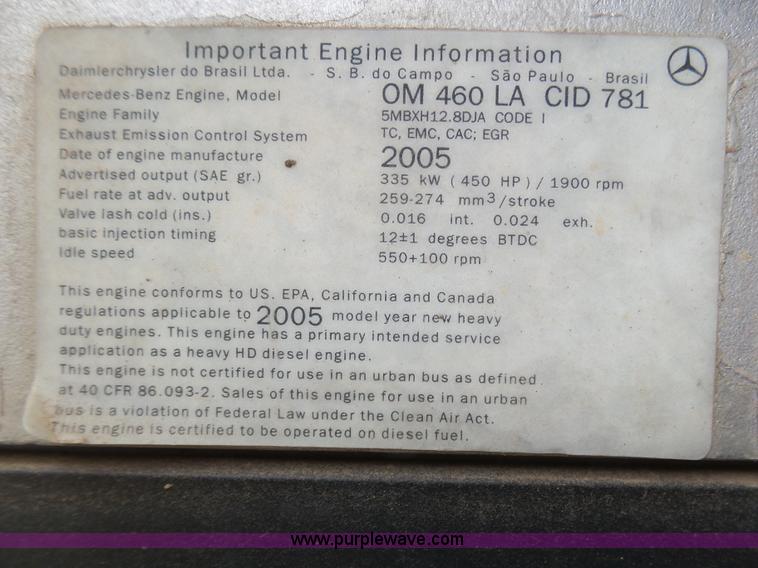 Important Engine Information
Daimlerchrysler do Brasil Ltda. - S. B. do Campo - São Paulo - Brasil
Mercedes-Benz Engine, Model OM 460 LA CID 781
Engine Family 5MBXH12.8DJA CODE I
Exhaust Emission Control System TC, EMC, CAC; EGR
Date of engine manufacture 2005
Advertised output (SAE gr.) 335 kW ( 450 HP ) / 1900 rpm
Fuel rate at adv. output 259-274 mm3/stroke
Valve lash cold (ins.) 0.016 int. 0.024 exh.
basic injection timing 12±1 degrees BTDC
Idle speed 550+100 rpm
This engine conforms to US. EPA, California and Canada
regulations applicable to 2005 model year new heavy
duty engines. This engine has a primary intended service
application as a heavy HD diesel engine.
This engine is not certified for use in an urban bus as defined
at 40 CFR 86.093-2. Sales of this engine for use in an urban
bus is a violation of Federal Law under the Clean Air Act.
This engine is certified to be operated on diesel fuel.
www.purplewave.com